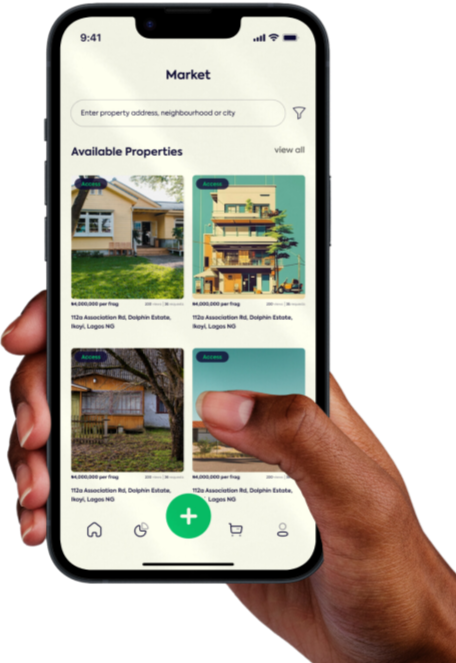 9:41
Market
Enter property address, neighbourhood or city
Available Properties
view all
Access
Access
₦4,000,000 per frag
₦4,000,000 per frag
112a Association Rd, Dolphin Estate,
Ikoyi, Lagos NG
112a Association Rd, Dolphin Estate,
Ikoyi, Lagos NG
Access
Access
₦4,000,000 per frag
₦4,000,000 per frag
112a Association Rd, Dolphin Estate,
Ikoyi, Lagos NG
112a Association Rd, Dolphin Estate,
Lagos NG